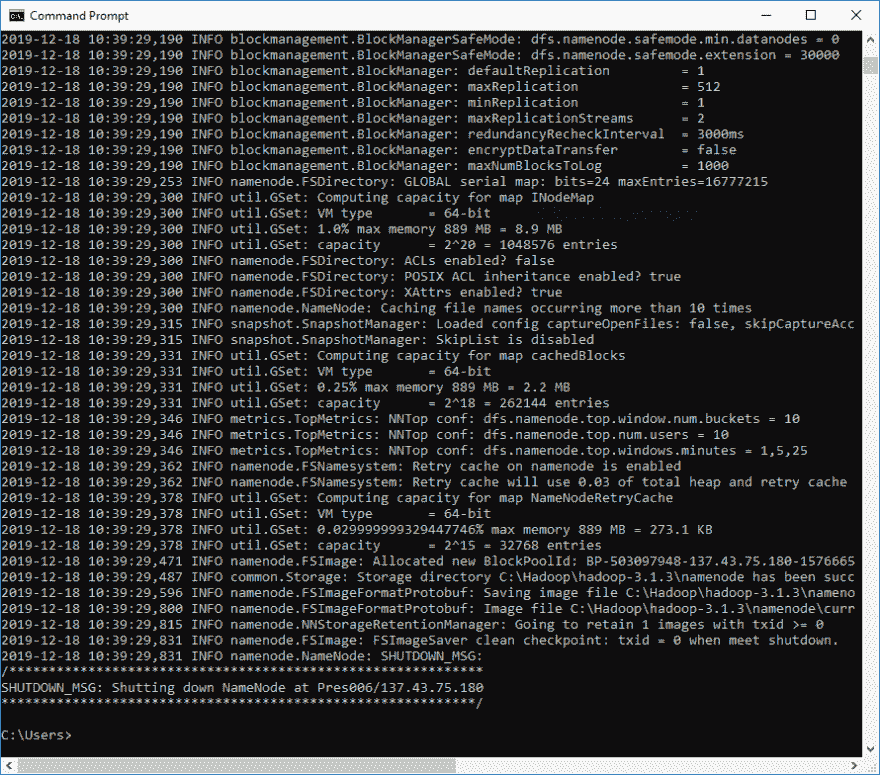 Command Prompt
2019-12-18 10:39:29,190 INFO blockmanagement.BlockManagerSafeMode: dfs.namenode.safemode.min.datanodes = 0
2019-12-18 10:39:29,190 INFO blockmanagement.BlockManagerSafeMode: dfs.namenode.safemode.extension = 30000
2019-12-18 10:39:29,190 INFO blockmanagement.BlockManager: defaultReplication         = 1
2019-12-18 10:39:29,190 INFO blockmanagement.BlockManager: maxReplication             = 512
2019-12-18 10:39:29,190 INFO blockmanagement.BlockManager: minReplication             = 1
2019-12-18 10:39:29,190 INFO blockmanagement.BlockManager: maxReplicationStreams      = 2
2019-12-18 10:39:29,190 INFO blockmanagement.BlockManager: redundancyRecheckInterval  = 3000ms
2019-12-18 10:39:29,190 INFO blockmanagement.BlockManager: encryptDataTransfer        = false
2019-12-18 10:39:29,190 INFO blockmanagement.BlockManager: maxNumBlocksToLog          = 1000
2019-12-18 10:39:29,253 INFO namenode.FSDirectory: GLOBAL serial map: bits=24 maxEntries=16777215
2019-12-18 10:39:29,300 INFO util.GSet: Computing capacity for map INodeMap
2019-12-18 10:39:29,300 INFO util.GSet: VM type       = 64-bit
2019-12-18 10:39:29,300 INFO util.GSet: 1.0% max memory 889 MB = 8.9 MB
2019-12-18 10:39:29,300 INFO util.GSet: capacity      = 2^20 = 1048576 entries
2019-12-18 10:39:29,300 INFO namenode.FSDirectory: ACLs enabled? false
2019-12-18 10:39:29,300 INFO namenode.FSDirectory: POSIX ACL inheritance enabled? true
2019-12-18 10:39:29,300 INFO namenode.FSDirectory: XAttrs enabled? true
2019-12-18 10:39:29,300 INFO namenode.NameNode: Caching file names occurring more than 10 times
2019-12-18 10:39:29,315 INFO snapshot.SnapshotManager: Loaded config captureOpenFiles: false, skipCaptureAcc
2019-12-18 10:39:29,315 INFO snapshot.SnapshotManager: SkipList is disabled
2019-12-18 10:39:29,331 INFO util.GSet: Computing capacity for map cachedBlocks
2019-12-18 10:39:29,331 INFO util.GSet: VM type       = 64-bit
2019-12-18 10:39:29,331 INFO util.GSet: 0.25% max memory 889 MB = 2.2 MB
2019-12-18 10:39:29,331 INFO util.GSet: capacity      = 2^18 = 262144 entries
2019-12-18 10:39:29,346 INFO metrics.TopMetrics: NNTop conf: dfs.namenode.top.window.num.buckets = 10
2019-12-18 10:39:29,346 INFO metrics.TopMetrics: NNTop conf: dfs.namenode.top.num.users = 10
2019-12-18 10:39:29,346 INFO metrics.TopMetrics: NNTop conf: dfs.namenode.top.windows.minutes = 1,5,25
2019-12-18 10:39:29,362 INFO namenode.FSNamesystem: Retry cache on namenode is enabled
2019-12-18 10:39:29,362 INFO namenode.FSNamesystem: Retry cache will use 0.03 of total heap and retry cache
2019-12-18 10:39:29,378 INFO util.GSet: Computing capacity for map NameNodeRetryCache
2019-12-18 10:39:29,378 INFO util.GSet: VM type       = 64-bit
2019-12-18 10:39:29,378 INFO util.GSet: 0.029999999329447746% max memory 889 MB = 273.1 KB
2019-12-18 10:39:29,378 INFO util.GSet: capacity      = 2^15 = 32768 entries
2019-12-18 10:39:29,471 INFO namenode.FSImage: Allocated new BlockPoolId: BP-503097948-137.43.75.180-1576665
2019-12-18 10:39:29,487 INFO common.Storage: Storage directory C:\Hadoop\hadoop-3.1.3\namenode has been succ
2019-12-18 10:39:29,596 INFO namenode.FSImageFormatProtobuf: Saving image file C:\Hadoop\hadoop-3.1.3\nameno
2019-12-18 10:39:29,800 INFO namenode.FSImageFormatProtobuf: Image file C:\Hadoop\hadoop-3.1.3\namenode\curr
2019-12-18 10:39:29,815 INFO namenode.NNStorageRetentionManager: Going to retain 1 images with txid >= 0
2019-12-18 10:39:29,831 INFO namenode.FSImage: FSImageSaver clean checkpoint: txid = 0 when meet shutdown.
2019-12-18 10:39:29,831 INFO namenode.NameNode: SHUTDOWN_MSG:
/************************************************************
SHUTDOWN_MSG: Shutting down NameNode at Pres006/137.43.75.180
************************************************************/
C:\Users>